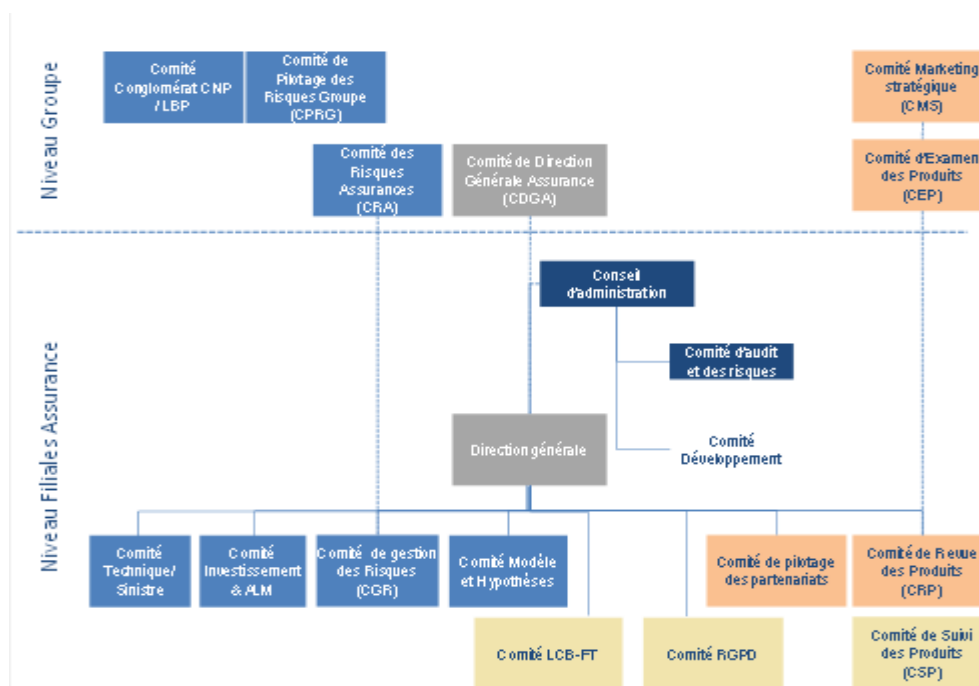 Niveau Groupe
Comité
Conglomérat CNP
/ LBP
Comité de
Pilotage des
Risques Groupe
(CPRG)
Comité Marketing
stratégique
(CMS)
Comité des
Risques
Assurances
(CRA)
Comité de Direction
Générale Assurance
(CDGA)
Comité d'Examen
des Produits
(CEP)
Niveau Filiales Assurance
Conseil
d'administration
Comité d'audit
et des risques
Direction générale
Comité
Développement
Comité
Technique/
Sinistre
Comité
Investissement
& ALM
Comité de gestion
des Risques
(CGR)
Comité Modèle
et Hypothèses
Comité de pilotage
des partenariats
Comité de Revue
des Produits
(CRP)
Comité LCB-FT
Comité RGPD
Comité de Suivi
des Produits
(CSP)